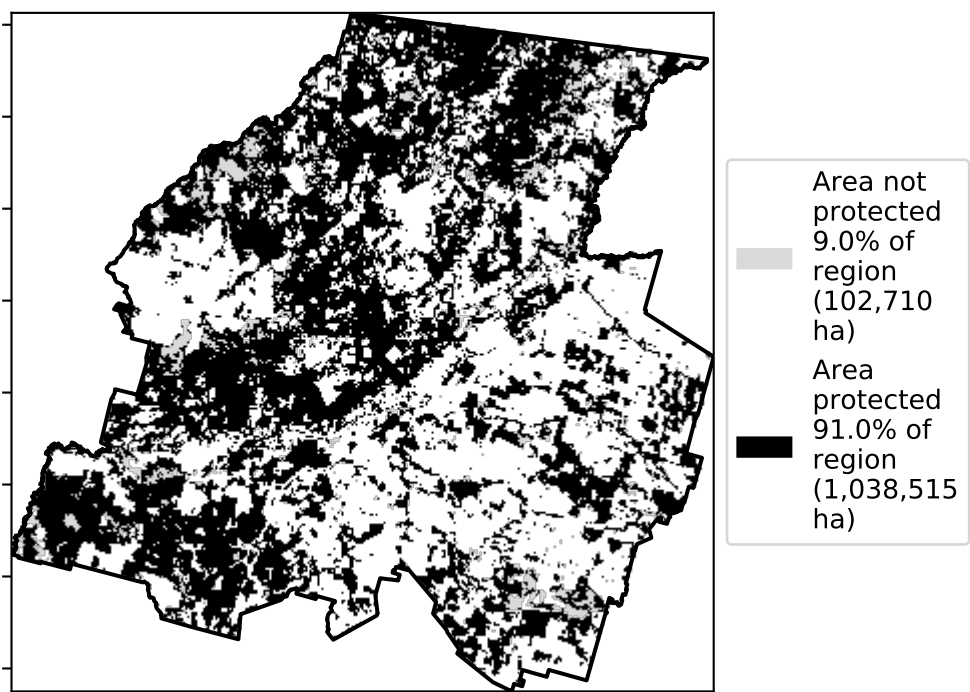 Area not
protected
9.0% of
region
(102,710
ha)
Area
protected
91.0% of
region
(1,038,515
ha)